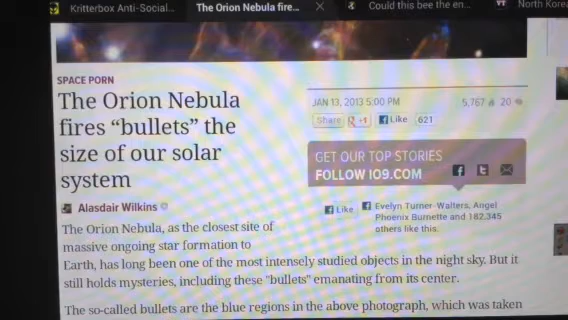 Kritterbox Anti-Social...
The Orion Nebula fire...
Could this bee the en...
North Korea
SPACE PORN
The Orion Nebula
fires “bullets” the
size of our solar
system
Alasdair Wilkins
JAN 13, 2013 5:00 PM
5,767
20
Share
+1
Like
621
GET OUR TOP STORIES
FOLLOW IO9.COM
Like
Evelyn Turner-Walters, Angel
Phoenix Burnette and 182,345
others like this.
The Orion Nebula, as the closest site of
massive ongoing star formation to
Earth, has long been one of the most intensely studied objects in the night sky. But it
still holds mysteries, including these "bullets" emanating from its center.
The so-called bullets are the blue regions in the above photograph, which was taken